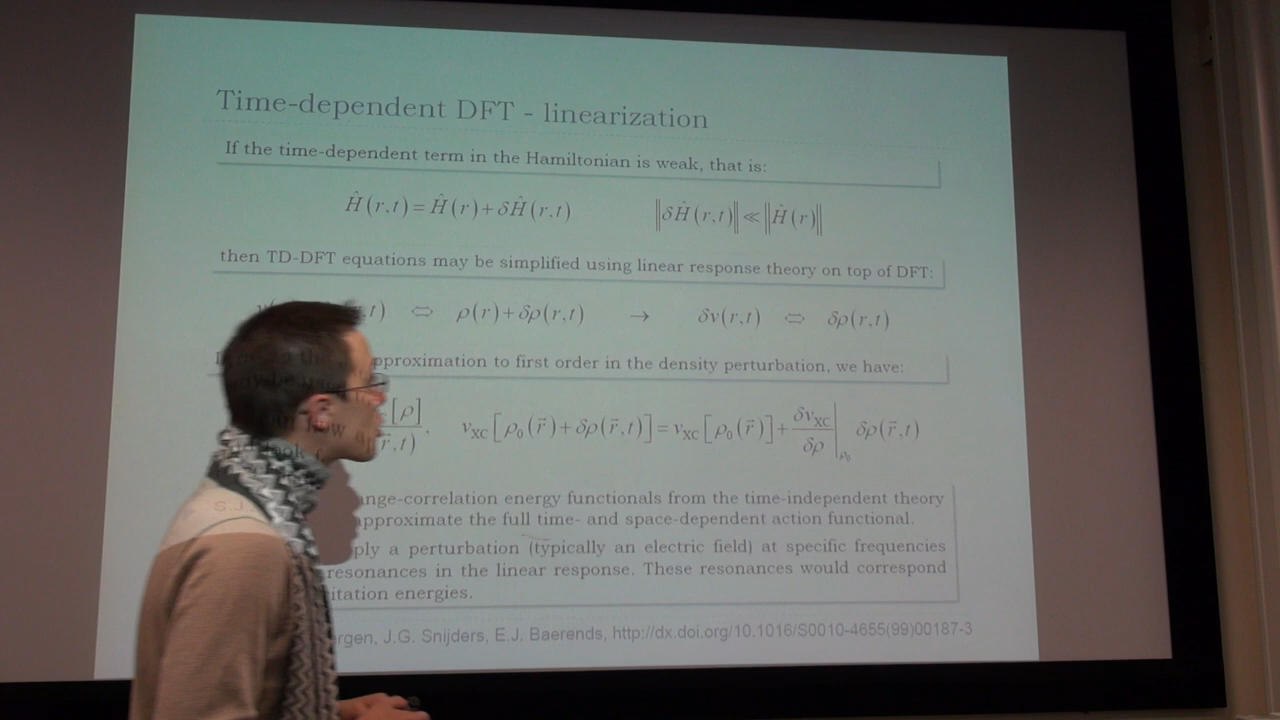 Time-dependent DFT - linearization
If the time-dependent term in the Hamiltonian is weak, that is:
Ĥ(r,t) = Ĥ(r) + δĤ(r,t)   ‖δĤ(r,t)‖ ≪ ‖Ĥ(r)‖
then TD-DFT equations may be simplified using linear response theory on top of DFT:
t) ⇔ ρ(r) + δρ(r,t) → δv(r,t) ⇔ δρ(r,t)
approximation to first order in the density perturbation, we have:
[ρ] r,t) , v_XC[ρ₀(r⃗) + δρ(r⃗,t)] = v_XC[ρ₀(r⃗)] + δv_XC/δρ|ρ₀ δρ(r⃗,t)
ange-correlation energy functionals from the time-independent theory
approximate the full time- and space-dependent action functional.
ply a perturbation (typically an electric field) at specific frequencies
resonances in the linear response. These resonances would correspond
itation energies.
S.J.
rgen, J.G. Snijders, E.J. Baerends, http://dx.doi.org/10.1016/S0010-4655(99)00187-3